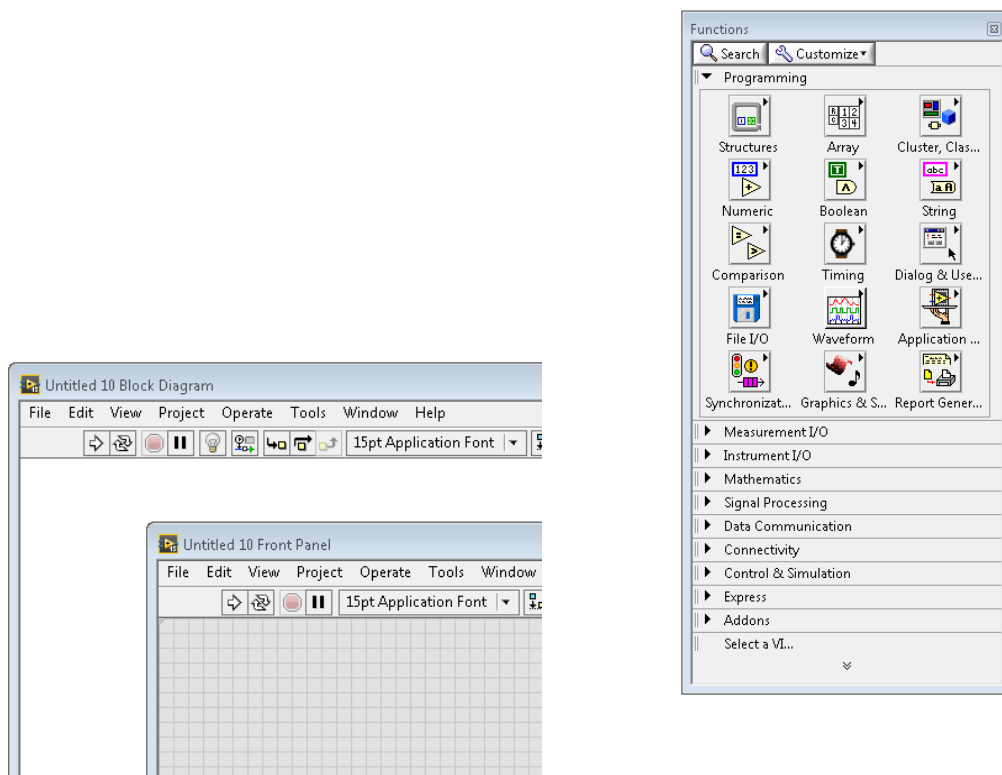 Functions
Search Customize
Programming
Structures Array Cluster, Clas...
Numeric Boolean String
Comparison Timing Dialog & Use...
File I/O Waveform Application ...
Synchronizat... Graphics & S... Report Gener...
Measurement I/O
Instrument I/O
Mathematics
Signal Processing
Data Communication
Connectivity
Control & Simulation
Express
Addons
Select a VI...
Untitled 10 Block Diagram
File Edit View Project Operate Tools Window Help
15pt Application Font
Untitled 10 Front Panel
File Edit View Project Operate Tools Window
15pt Application Font